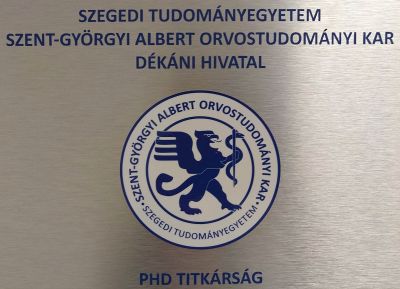 SZEGEDI TUDOMÁNYEGYETEM
SZENT-GYÖRGYI ALBERT ORVOSTUDOMÁNYI KAR
DÉKÁNI HIVATAL
SZENT-GYÖRGYI ALBERT ORVOSTUDOMÁNYI KAR
• SZEGEDI TUDOMÁNYEGYETEM •
PHD TITKÁRSÁG